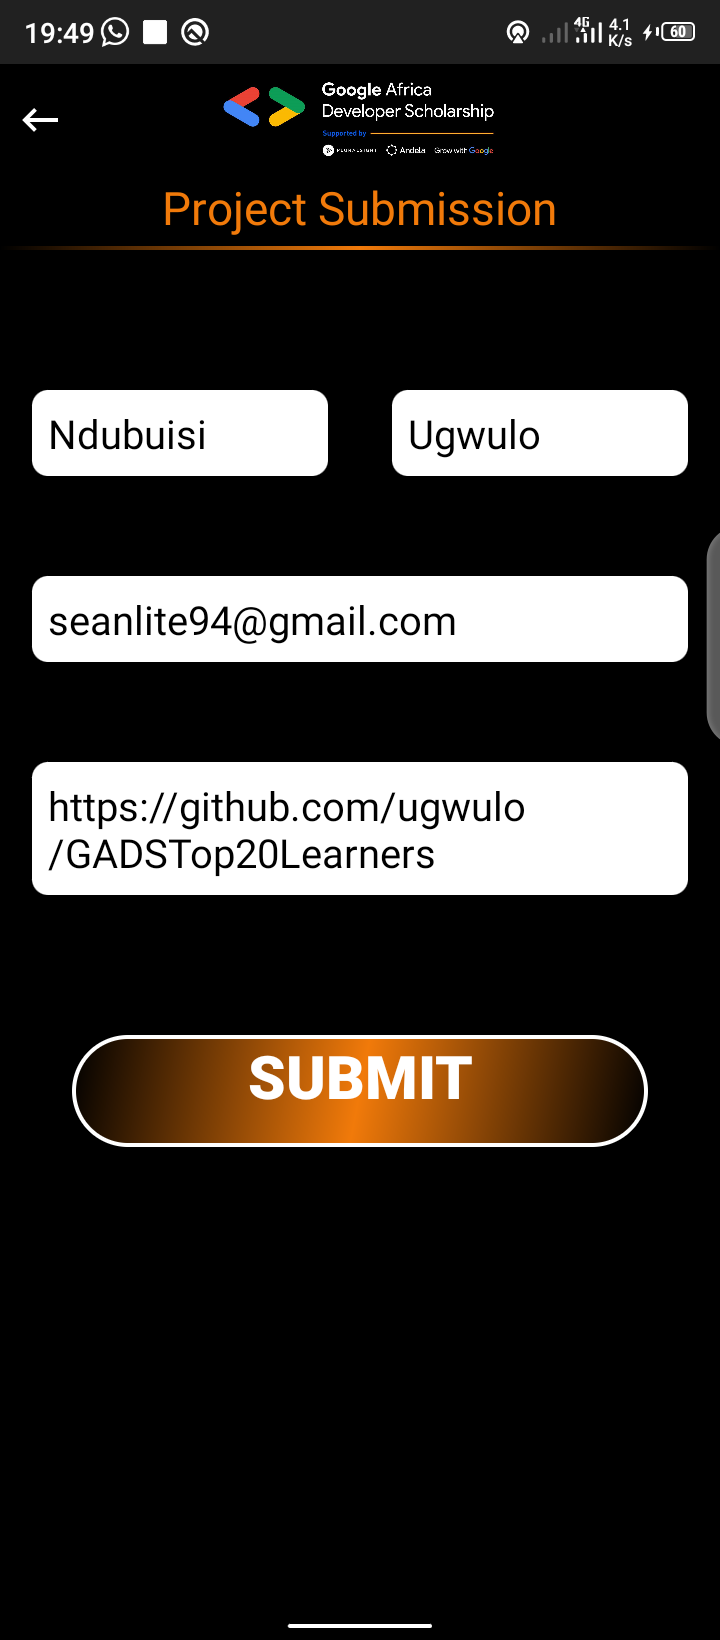 19:49 4G 4.1 K/s 60
Google Africa
Developer Scholarship
Supported by
PLURALSIGHT Andela Grow with Google
Project Submission
Ndubuisi Ugwulo
seanlite94@gmail.com
https://github.com/ugwulo
/GADSTop20Learners
SUBMIT